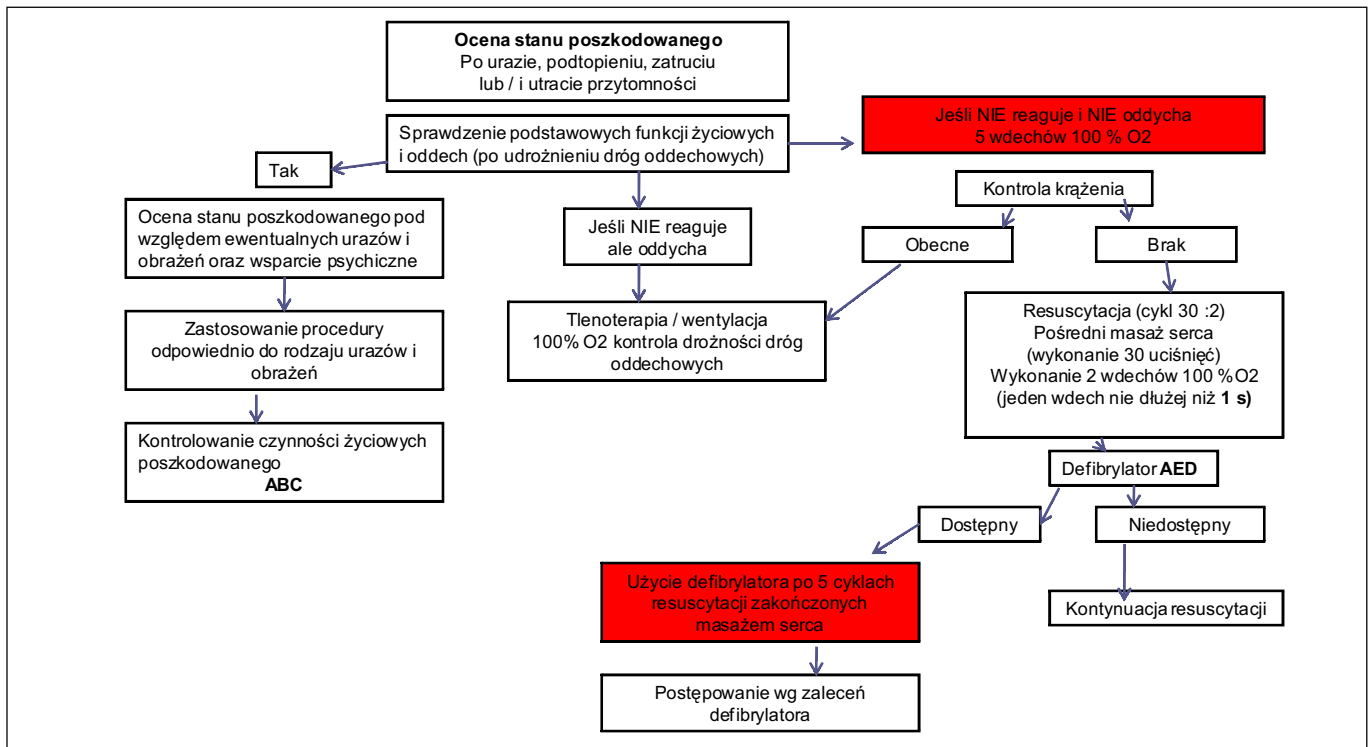 Ocena stanu poszkodowanego
Po urazie, podtopieniu, zatruciu
lub / i utracie przytomności
Jeśli NIE reaguje i NIE oddycha
5 wdechów 100 % O2
Sprawdzenie podstawowych funkcji życiowych
i oddech (po udrożnieniu dróg oddechowych)
Tak
Kontrola krążenia
Ocena stanu poszkodowanego pod
względem ewentualnych urazów i
obrażeń oraz wsparcie psychiczne
Jeśli NIE reaguje
ale oddycha
Obecne
Brak
Zastosowanie procedury
odpowiednio do rodzaju urazów i
obrażeń
Tlenoterapia / wentylacja
100% O2 kontrola drożności dróg
oddechowych
Resuscytacja (cykl 30 :2)
Pośredni masaż serca
(wykonanie 30 uciśnięć)
Wykonanie 2 wdechów 100 %O2
(jeden wdech nie dłużej niż 1 s)
Kontrolowanie czynności życiowych
poszkodowanego
ABC
Defibrylator AED
Dostępny
Niedostępny
Użycie defibrylatora po 5 cyklach
resuscytacji zakończonych
masażem serca
Kontynuacja resuscytacji
Postępowanie wg zaleceń
defibrylatora